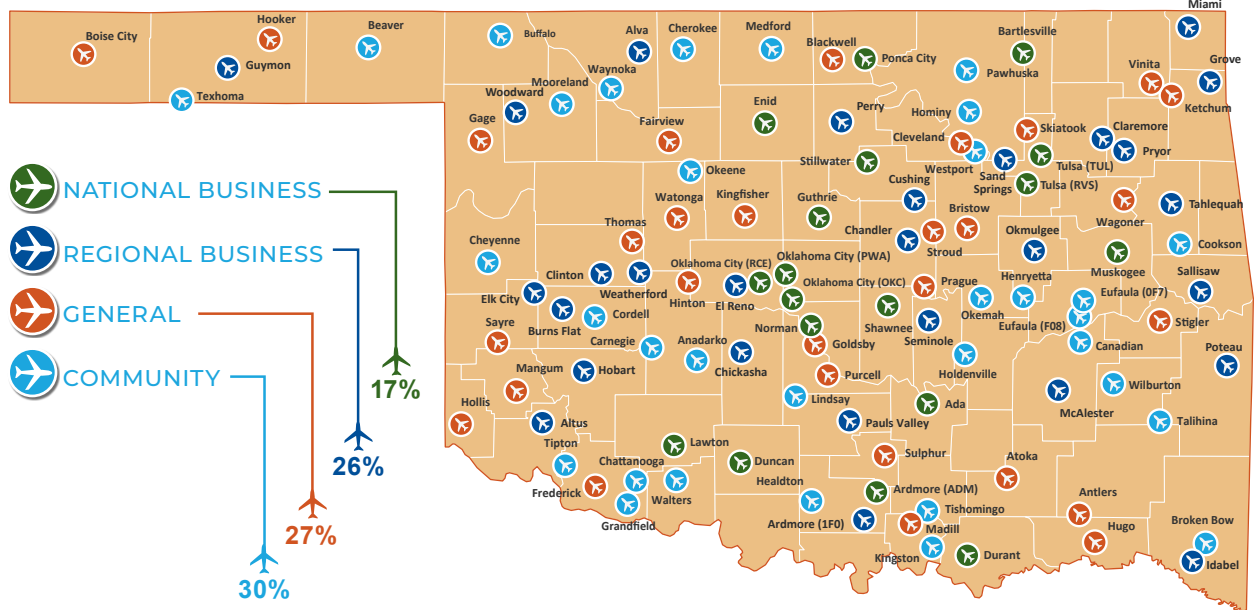 Miami
Hooker
Boise City
Beaver
Buffalo
Alva
Cherokee
Medford
Blackwell
Ponca City
Bartlesville
Guymon
Waynoka
Mooreland
Pawhuska
Vinita
Grove
Texhoma
Woodward
Ketchum
Enid
Perry
Hominy
Gage
Fairview
Cleveland
Skiatook
Claremore
Pryor
Stillwater
Westport
Sand
Springs
Tulsa (TUL)
Tulsa (RVS)
Okeene
NATIONAL BUSINESS
Cushing
Watonga
Kingfisher
Guthrie
Bristow
Wagoner
Tahlequah
Thomas
Chandler
Stroud
Okmulgee
Cookson
REGIONAL BUSINESS
Cheyenne
Oklahoma City (RCE)
Oklahoma City (PWA)
Muskogee
Clinton
Weatherford
Hinton
El Reno
Oklahoma City (OKC)
Prague
Henryetta
Sallisaw
Elk City
Eufaula (0F7)
GENERAL
Burns Flat
Cordell
Shawnee
Okemah
Sayre
Norman
Seminole
Eufaula (F08)
Stigler
Carnegie
Anadarko
Goldsby
Canadian
Chickasha
Holdenville
Poteau
COMMUNITY
Mangum
Hobart
Purcell
Wilburton
17%
Hollis
Lindsay
Ada
McAlester
Altus
Pauls Valley
Talihina
Tipton
Lawton
26%
Chattanooga
Duncan
Sulphur
Atoka
Healdton
Frederick
Walters
Ardmore (ADM)
Antlers
Grandfield
Tishomingo
Ardmore (1F0)
Madill
Hugo
Broken Bow
27%
Kingston
Durant
Idabel
30%